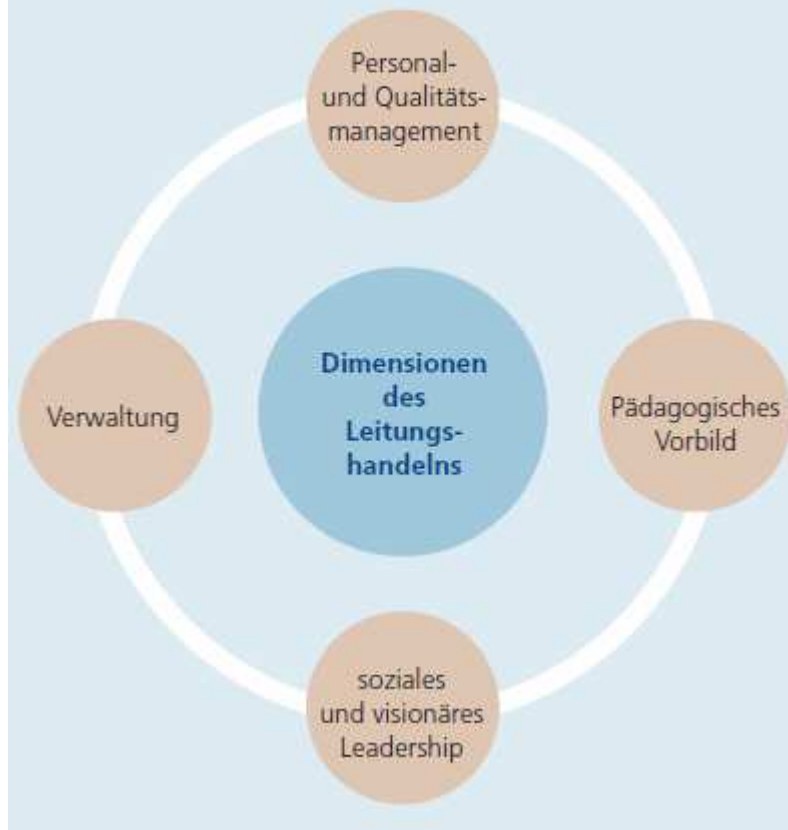 Personal-
und Qualitäts-
management
Dimensionen
des
Leitungs-
handelns
Verwaltung
Pädagogisches
Vorbild
soziales
und visionäres
Leadership